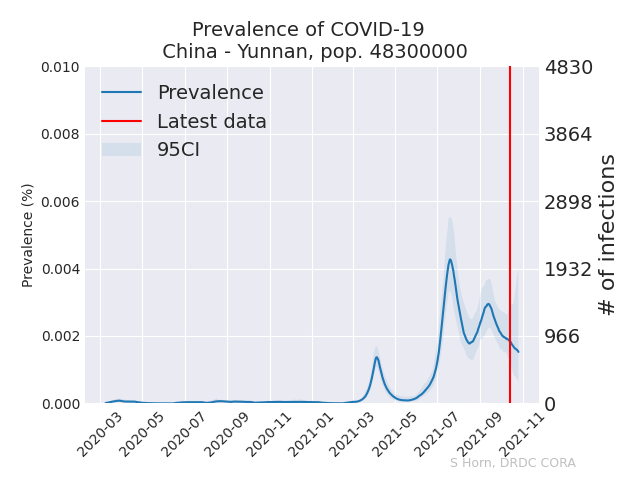 Prevalence of COVID-19
China - Yunnan, pop. 48300000
Prevalence
Latest data
95CI
Prevalence (%)
0.010
0.008
0.006
0.004
0.002
0.000
4830
3864
2898
1932
966
0
# of infections
2020-03
2020-05
2020-07
2020-09
2020-11
2021-01
2021-03
2021-05
2021-07
2021-09
2021-11
S Horn, DRDC CORA